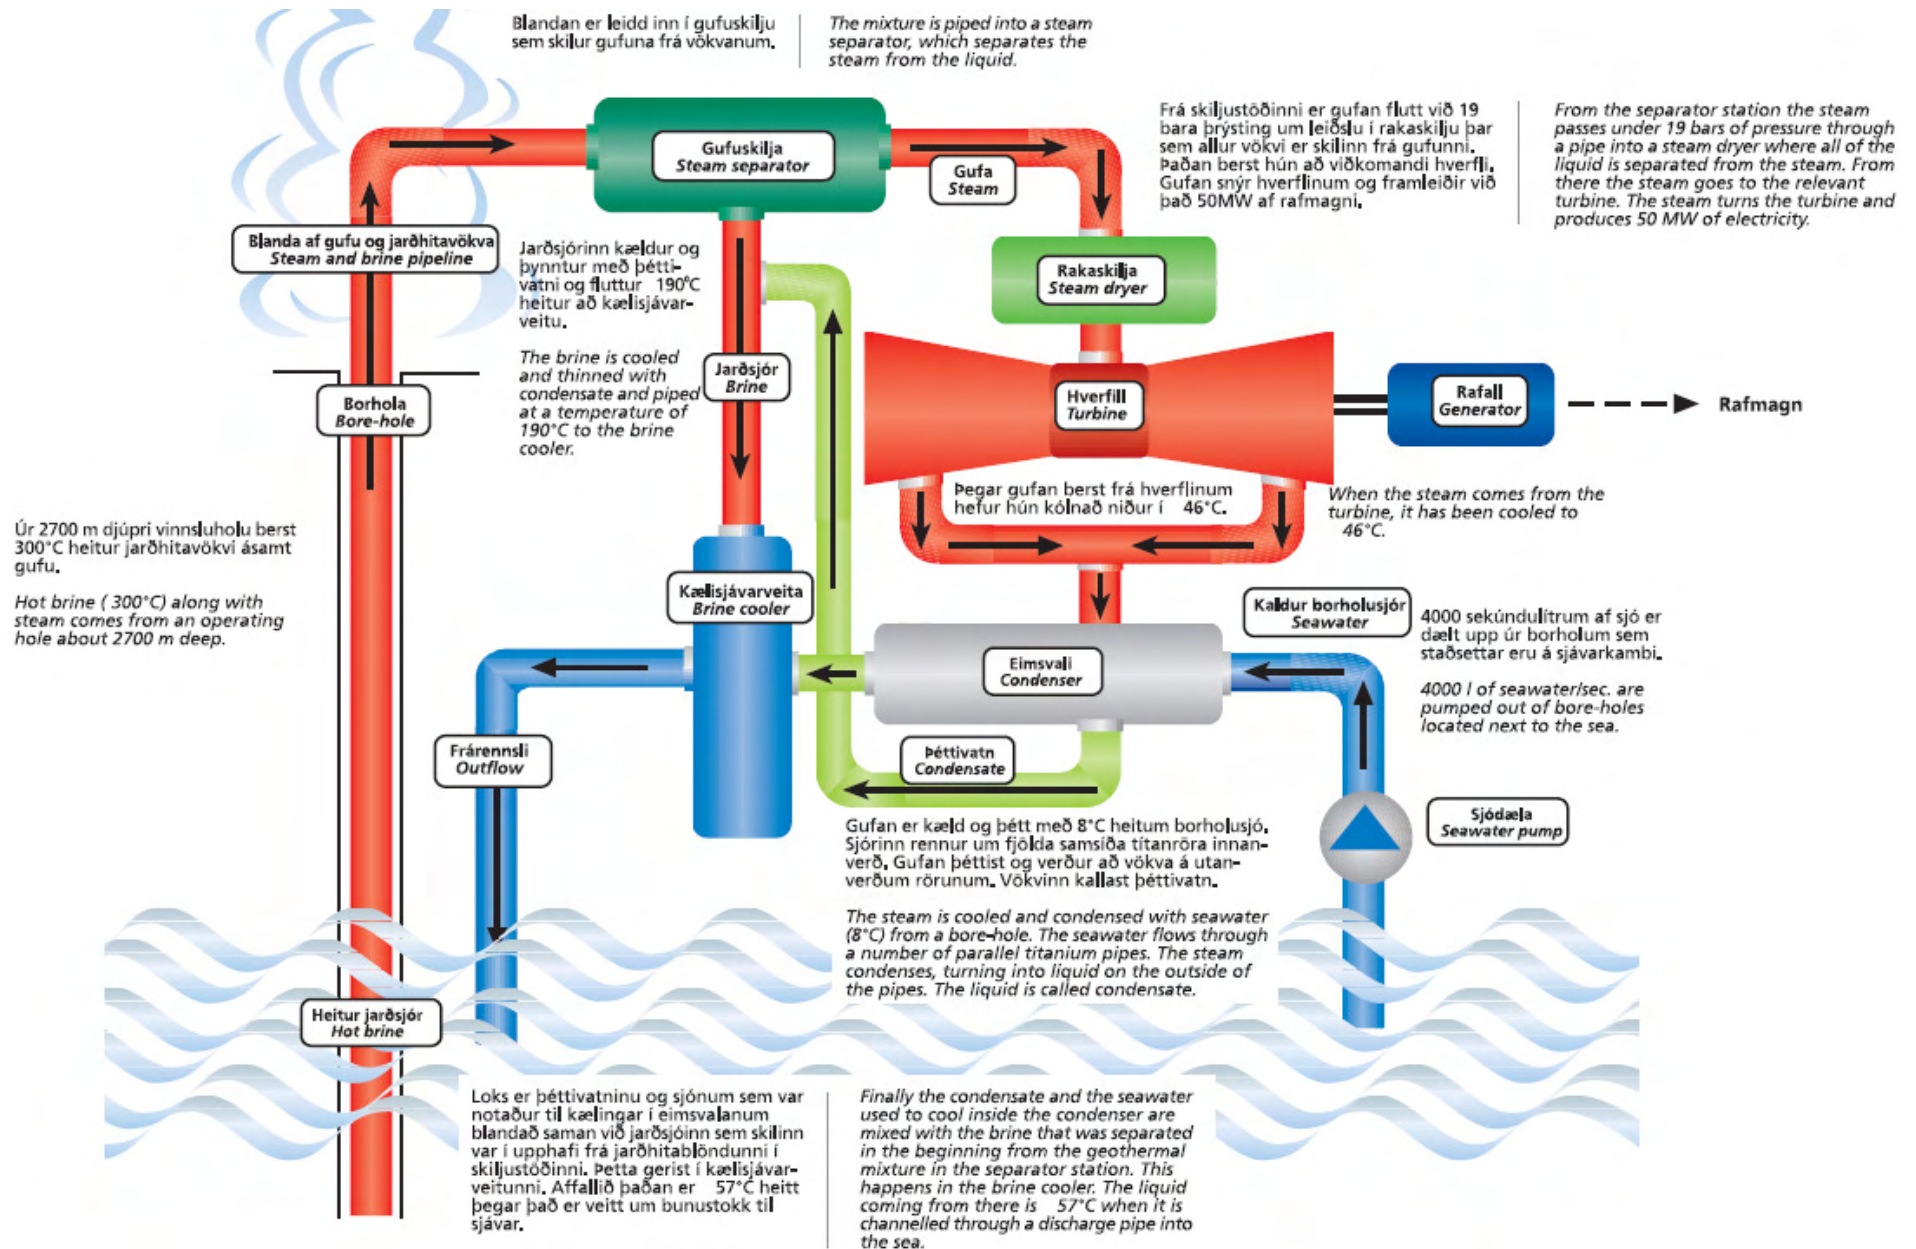 Blandan er leidd inn í gufuskilju
sem skilur gufuna frá vökvanum.
The mixture is piped into a steam
separator, which separates the
steam from the liquid.
Frá skiljustöðinni er gufan flutt við 19
bara þrýsting um leiðslu í rakaskilju þar
sem allur vökvi er skilinn frá gufunni.
Þaðan berst hún að viðkomandi hverfli.
Gufan snýr hverflinum og framleiðir við
það 50MW af rafmagni.
From the separator station the steam
passes under 19 bars of pressure through
a pipe into a steam dryer where all of the
liquid is separated from the steam. From
there the steam goes to the relevant
turbine. The steam turns the turbine and
produces 50 MW of electricity.
Gufuskilja
Steam separator
Gufa
Steam
Blanda af gufu og jarðhitavökva
Steam and brine pipeline
Jarðsjórinn kældur og
þynntur með þétti-
vatni og fluttur 190°C
heitur að kælisjávar-
veitu.
The brine is cooled
and thinned with
condensate and piped
at a temperature of
190°C to the brine
cooler.
Rakaskilja
Steam dryer
Jarðsjór
Brine
Borhola
Bore-hole
Hverfill
Turbine
Rafall
Generator
Rafmagn
Þegar gufan berst frá hverflinum
hefur hún kólnað niður í 46°C.
When the steam comes from the
turbine, it has been cooled to
46°C.
Úr 2700 m djúpri vinnsluholu berst
300°C heitur jarðhitavökvi ásamt
gufu.
Hot brine ( 300°C) along with
steam comes from an operating
hole about 2700 m deep.
Kælisjávarveita
Brine cooler
Kaldur borholusjór
Seawater
4000 sekúndulítrum af sjó er
dælt upp úr borholum sem
staðsettar eru á sjávarkambi.
4000 l of seawater/sec. are
pumped out of bore-holes
located next to the sea.
Eimsvali
Condenser
Frárennsli
Outflow
Þéttivatn
Condensate
Sjódæla
Seawater pump
Gufan er kæld og þétt með 8°C heitum borholusjó.
Sjórinn rennur um fjölda samsíða títanröra innan-
verð. Gufan þéttist og verður að vökva á utan-
verðum rörunum. Vökvinn kallast þéttivatn.
The steam is cooled and condensed with seawater
(8°C) from a bore-hole. The seawater flows through
a number of parallel titanium pipes. The steam
condenses, turning into liquid on the outside of
the pipes. The liquid is called condensate.
Heitur jarðsjór
Hot brine
Loks er þéttivatninu og sjónum sem var
notaður til kælingar í eimsvalanum
blandað saman við jarðsjóinn sem skilinn
var í upphafi frá jarðhitablöndunni í
skiljustöðinni. Þetta gerist í kælisjávar-
veitunni. Affallið þaðan er 57°C heitt
þegar það er veitt um bunustokk til
sjávar.
Finally the condensate and the seawater
used to cool inside the condenser are
mixed with the brine that was separated
in the beginning from the geothermal
mixture in the separator station. This
happens in the brine cooler. The liquid
coming from there is 57°C when it is
channelled through a discharge pipe into
the sea.